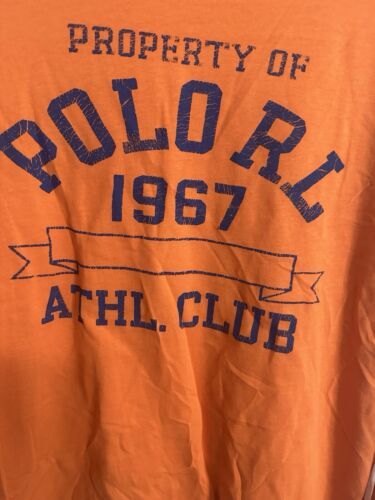 PROPERTY OF
POLO RL
1967
ATHL. CLUB